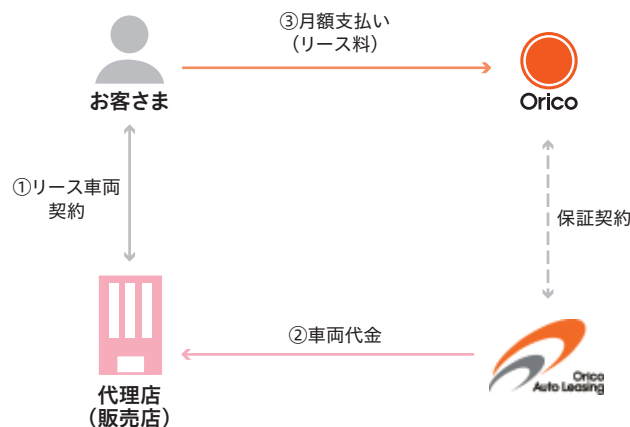 ③月額支払い
（リース料）
お客さま
Orico
①リース車両
契約
保証契約
②車両代金
代理店
（販売店）
Orico
Auto Leasing